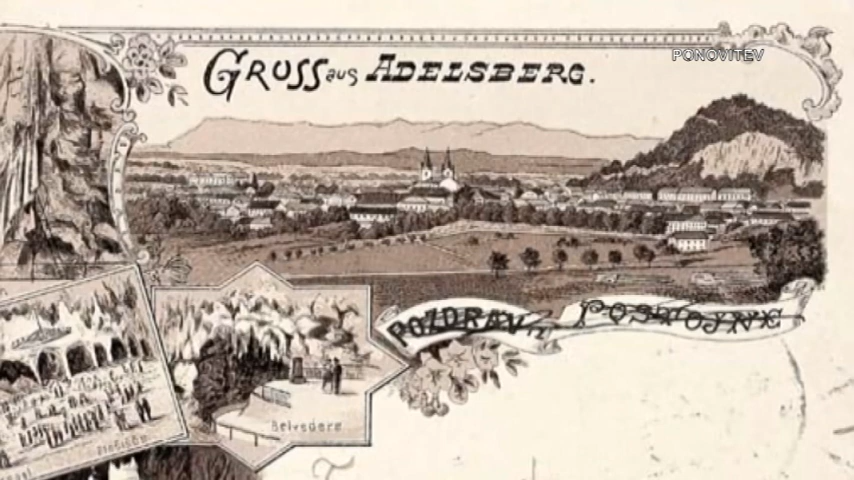 PONOVITEV
GRUSS aus ADELSBERG.
POZDRAV iz POSTOJNE
Belvedere